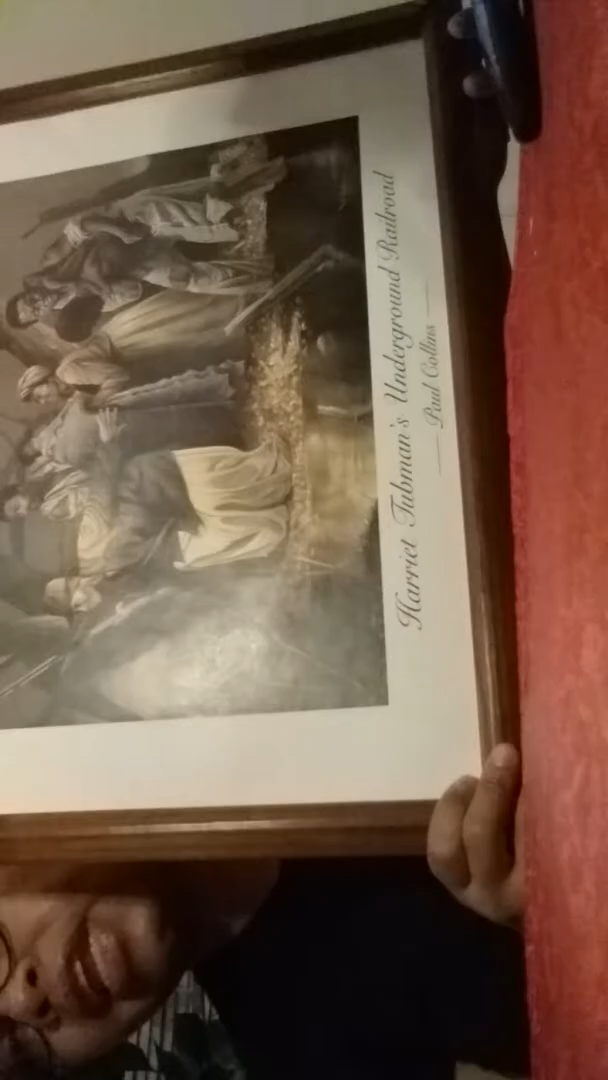 Harriet Tubman's Underground Railroad
— Paul Collins —